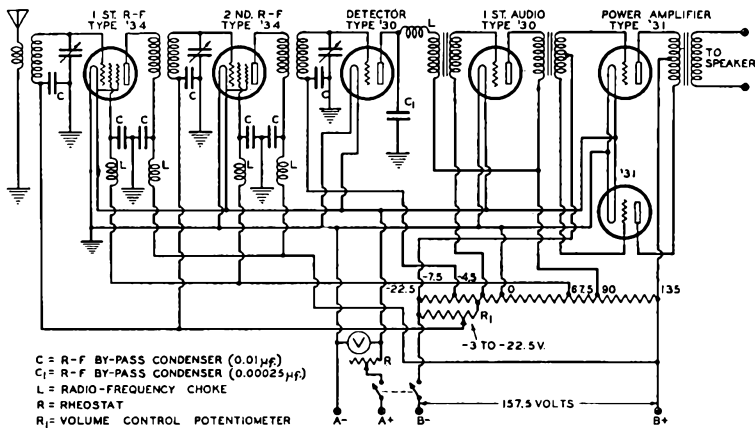 1 ST. R-F
TYPE '34
2 ND. R-F
TYPE '34
DETECTOR
TYPE '30
L
1 ST. AUDIO
TYPE '30
POWER AMPLIFIER
TYPE '31
TO
SPEAKER
C
C
C
C₁
C
C
C
C
L
L
L
L
'31
-22.5
-7.5
-4.5
0
67.5
90
135
R₁
-3 TO -22.5 V.
V
R
C = R-F BY-PASS CONDENSER (0.01 µf.)
C₁ = R-F BY-PASS CONDENSER (0.00025 µf.)
L = RADIO-FREQUENCY CHOKE
R = RHEOSTAT
R₁ = VOLUME CONTROL POTENTIOMETER
157.5 VOLTS
A-
A+
B-
B+